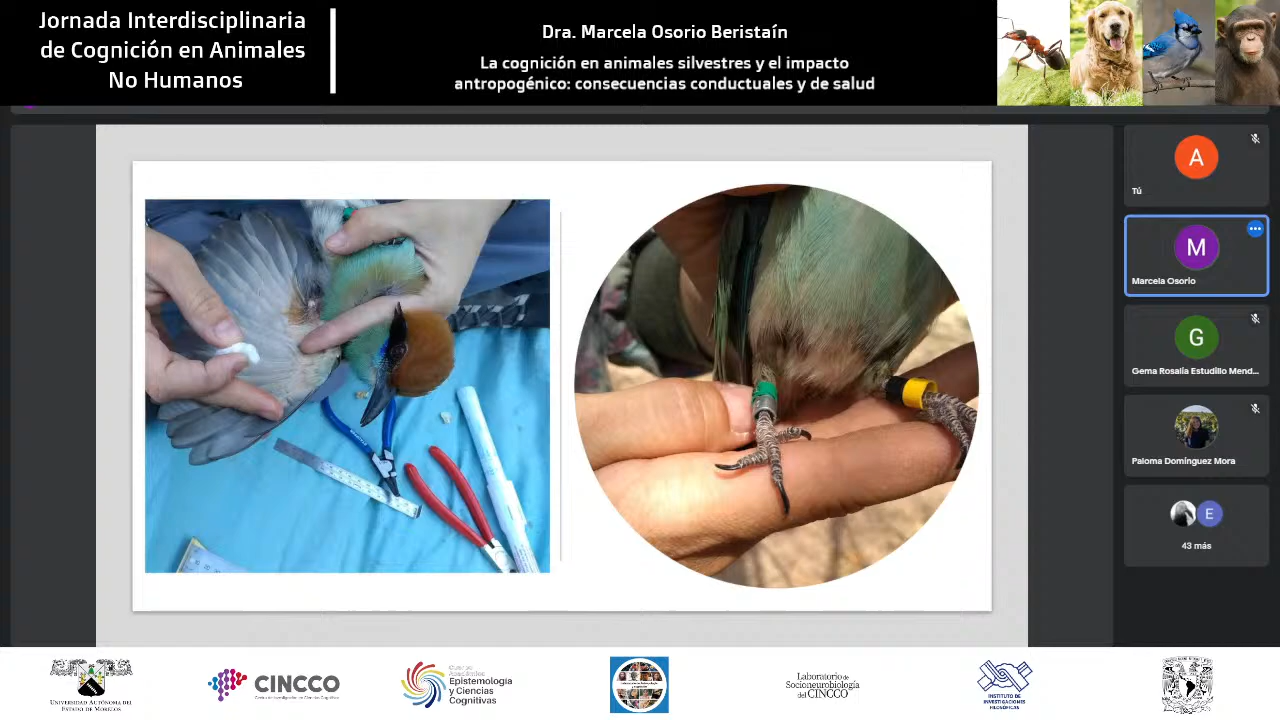 Jornada Interdisciplinaria
de Cognición en Animales
No Humanos
Dra. Marcela Osorio Beristaín
La cognición en animales silvestres y el impacto
antropogénico: consecuencias conductuales y de salud
A
Tú
M
Marcela Osorio
G
Gema Rosalía Estudillo Mend...
Paloma Domínguez Mora
E
43 más
UNIVERSIDAD AUTÓNOMA DEL
ESTADO DE MORELOS
CINCCO
Centro de Investigación en Ciencias Cognitivas
Epistemología
y Ciencias
Cognitivas
Laboratorio de
Socioneurobiología
del CINCCO
INSTITUTO DE
INVESTIGACIONES
FILOSÓFICAS